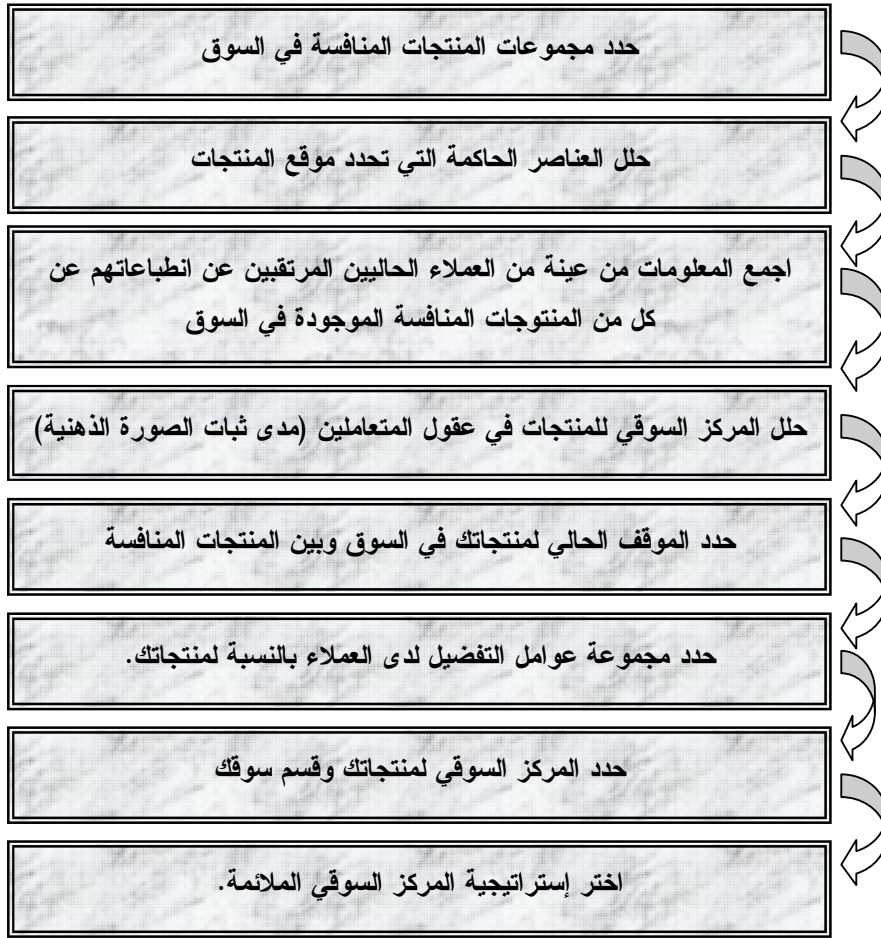 حدد مجموعات المنتجات المنافسة في السوق
حلل العناصر الحاكمة التي تحدد موقع المنتجات
اجمع المعلومات من عينة من العملاء الحاليين المرتقبين عن انطباعاتهم عن
كل من المنتوجات المنافسة الموجودة في السوق
حلل المركز السوقي للمنتجات في عقول المتعاملين (مدى ثبات الصورة الذهنية)
حدد الموقف الحالي لمنتجاتك في السوق وبين المنتجات المنافسة
حدد مجموعة عوامل التفضيل لدى العملاء بالنسبة لمنتجاتك.
حدد المركز السوقي لمنتجاتك وقسم سوقك
اختر إستراتيجية المركز السوقي الملائمة.